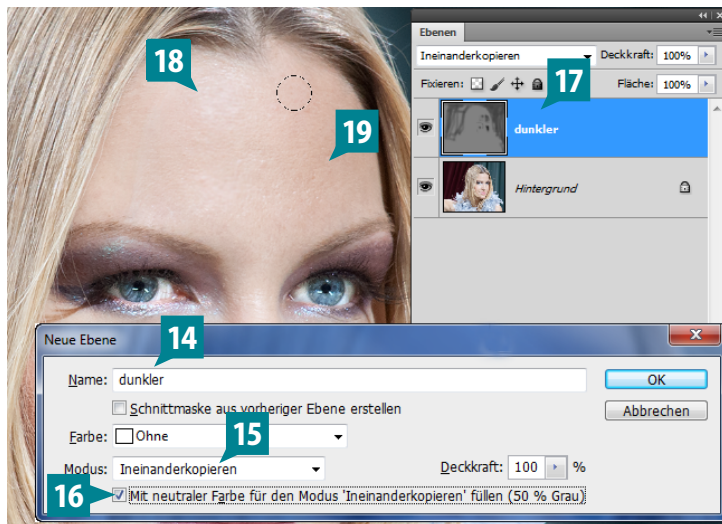 Ebenen
Ineinanderkopieren Deckkraft: 100%
Fixieren: Fläche: 100%
17
dunkler
Hintergrund
18
19
14
Neue Ebene
Name: dunkler
OK
Schnittmaske aus vorheriger Ebene erstellen
Abbrechen
Farbe: Ohne
15
Modus: Ineinanderkopieren Deckkraft: 100 %
16
Mit neutraler Farbe für den Modus 'Ineinanderkopieren' füllen (50 % Grau)